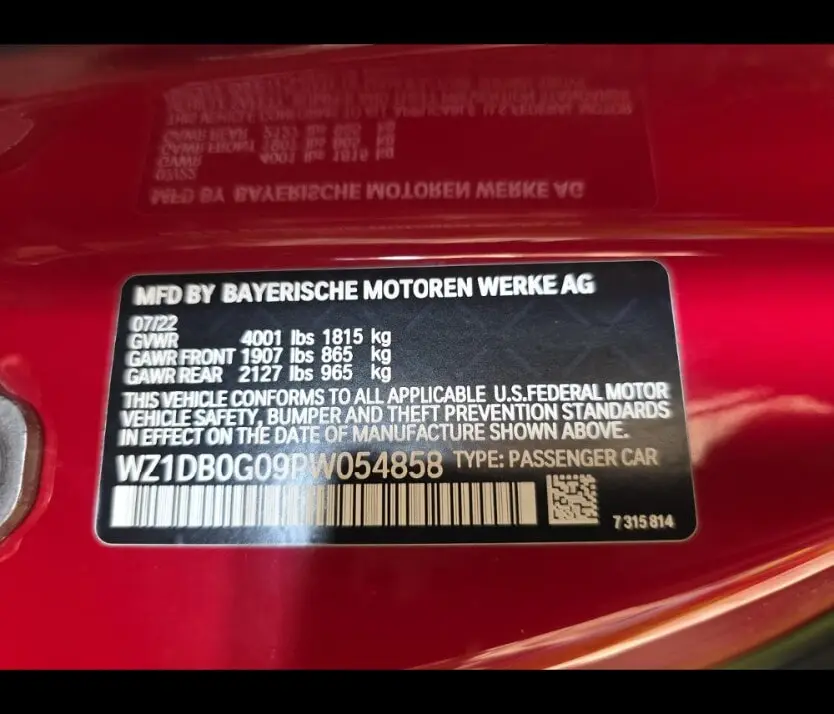 MFD BY BAYERISCHE MOTOREN WERKE AG
07/22
GVWR 4001 lbs 1815 kg
GAWR FRONT 1907 lbs 865 kg
GAWR REAR 2127 lbs 965 kg
THIS VEHICLE CONFORMS TO ALL APPLICABLE U.S.FEDERAL MOTOR
VEHICLE SAFETY, BUMPER AND THEFT PREVENTION STANDARDS
IN EFFECT ON THE DATE OF MANUFACTURE SHOWN ABOVE.
WZ1DB0G09PW054858 TYPE: PASSENGER CAR
7 315 814